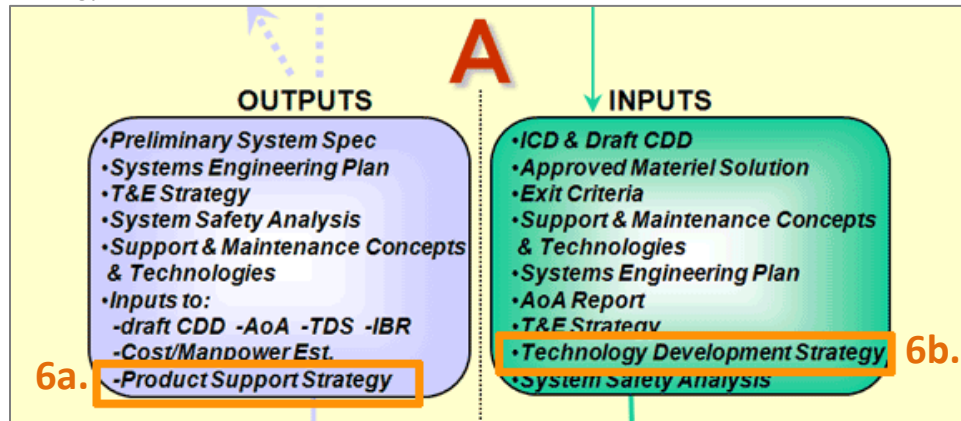 A
OUTPUTS
•Preliminary System Spec
•Systems Engineering Plan
•T&E Strategy
•System Safety Analysis
•Support & Maintenance Concepts
& Technologies
•Inputs to:
-draft CDD -AoA -TDS -IBR
-Cost/Manpower Est.
6a. -Product Support Strategy
INPUTS
•ICD & Draft CDD
•Approved Materiel Solution
•Exit Criteria
•Support & Maintenance Concepts
& Technologies
•Systems Engineering Plan
•AoA Report
•T&E Strategy
•Technology Development Strategy 6b.
•System Safety Analysis